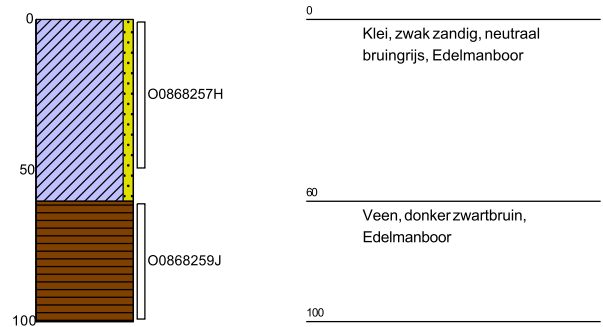 0
0
Klei, zwak zandig, neutraal
bruingrijs, Edelmanboor
O0868257H
50
60
Veen, donker zwartbruin,
Edelmanboor
O0868259J
100
100